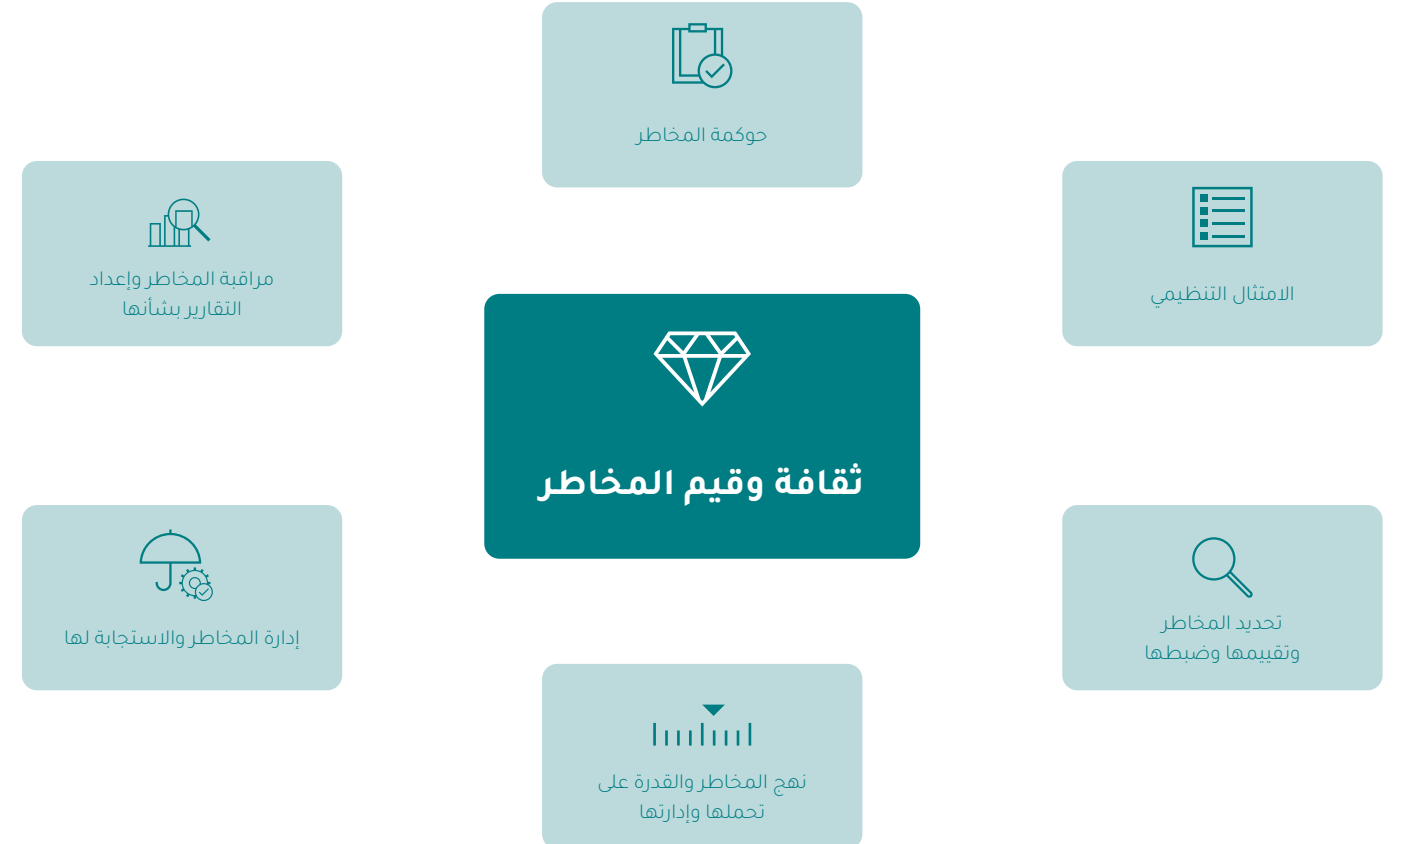 حوكمة المخاطر
الامتثال التنظيمي
مراقبة المخاطر وإعداد
التقارير بشأنها
ثقافة وقيم المخاطر
تحديد المخاطر
وتقييمها وضبطها
إدارة المخاطر والاستجابة لها
نهج المخاطر والقدرة على
تحملها وإدارتها